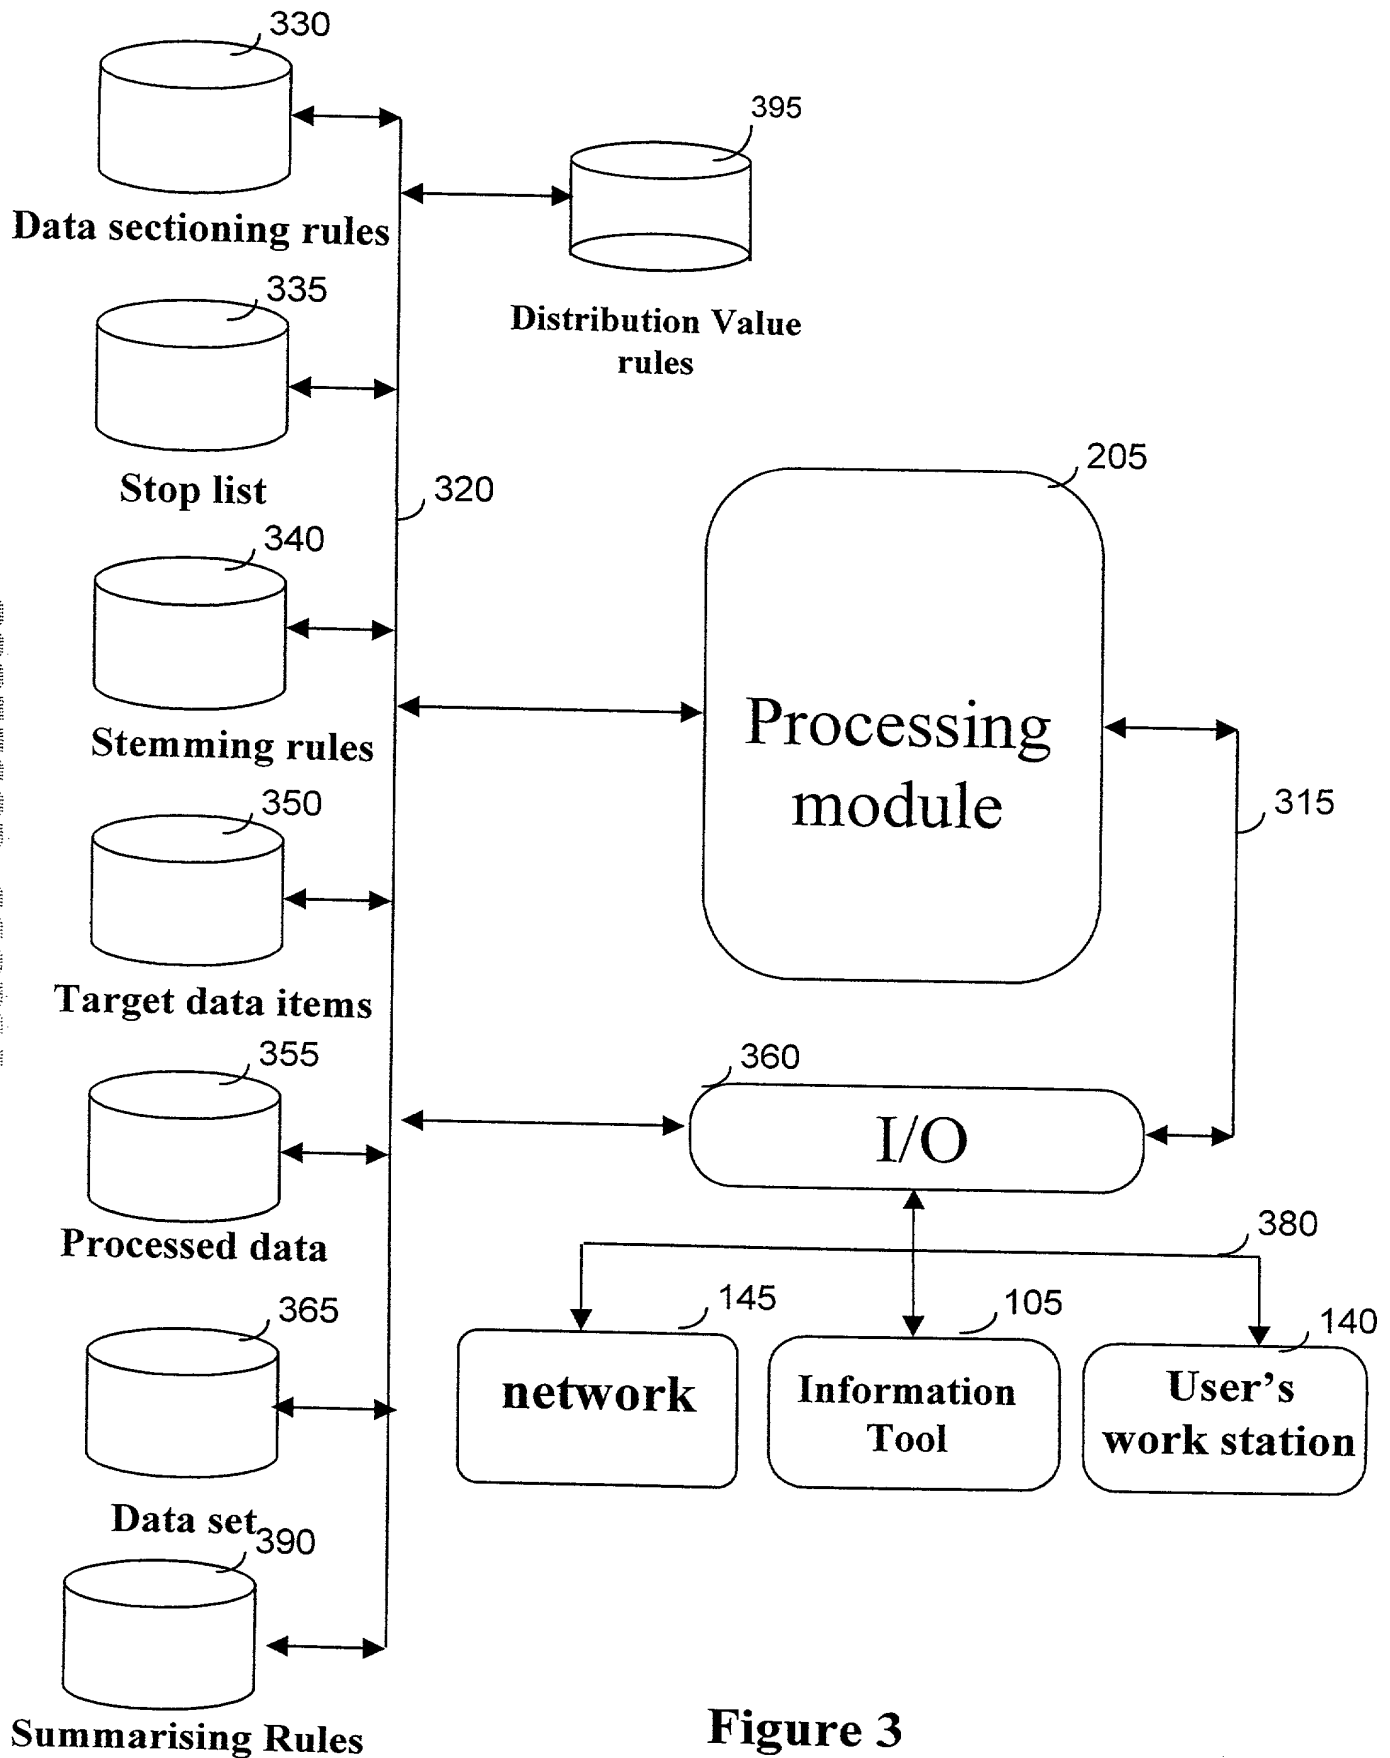 330
395
Data sectioning rules
335
Distribution Value
rules
205
Stop list
320
340
Processing
module
Stemming rules
350
315
Target data items
355
360
I/O
Processed data
380
365
145
105
140
network
Information
Tool
User's
work station
Data set
390
Summarising Rules
Figure 3